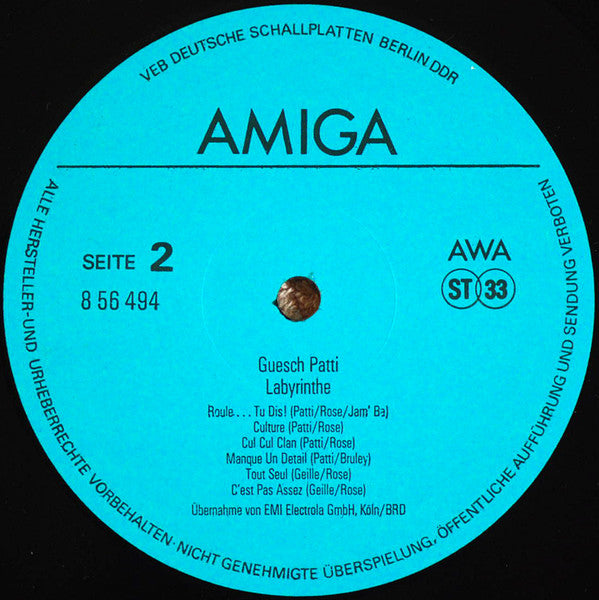 VEB DEUTSCHE SCHALLPLATTEN BERLIN DDR
AMIGA
SEITE 2
8 56 494
AWA
ST 33
Guesch Patti
Labyrinthe
Roule.... Tu Dis! (Patti/Rose/Jam' Ba)
Culture (Patti/Rose)
Cul Cul Clan (Patti/Rose)
Manque Un Detail (Patti/Bruley)
Tout Seul (Geille/Rose)
C'est Pas Assez (Geille/Rose)
Übernahme von EMI Electrola GmbH, Köln/BRD
ALLE HERSTELLER-UND URHEBERRECHTE VORBEHALTEN·NICHT GENEHMIGTE ÜBERSPIELUNG, ÖFFENTLICHE AUFFÜHRUNG UND SENDUNG VERBOTEN